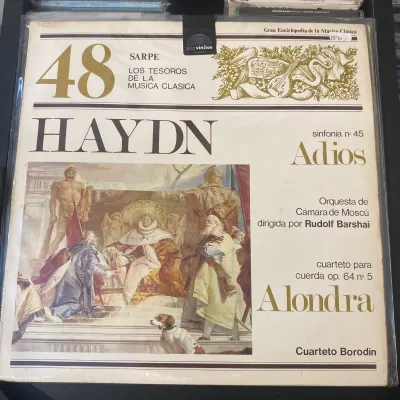 Gran Enciclopedia de la Música Clásica
48
SARPE
LOS TESOROS
DE LA
MUSICA CLASICA
HAYDN
sinfonia nº 45
Adios
Orquesta de
Cámara de Moscú
dirigida por Rudolf Barshai
cuarteto para
cuerda op. 64 nº 5
Alondra
Cuarteto Borodin